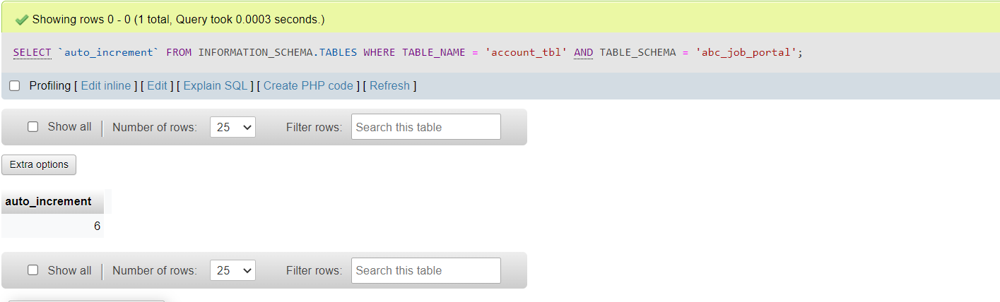 Showing rows 0 - 0 (1 total, Query took 0.0003 seconds.)
SELECT `auto_increment` FROM INFORMATION_SCHEMA.TABLES WHERE TABLE_NAME = 'account_tbl' AND TABLE_SCHEMA = 'abc_job_portal';
Profiling [ Edit inline ] [ Edit ] [ Explain SQL ] [ Create PHP code ] [ Refresh ]
Show all | Number of rows: 25 Filter rows: Search this table
Extra options
auto_increment
6
Show all | Number of rows: 25 Filter rows: Search this table